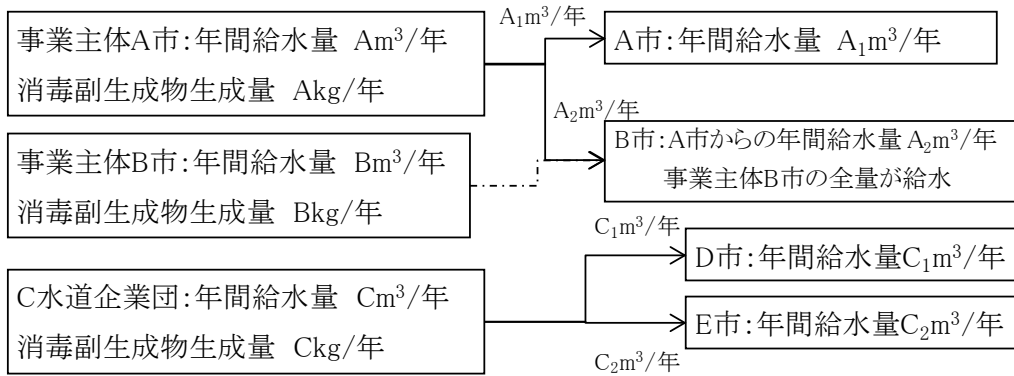 事業主体A市：年間給水量 Am³/年
消毒副生成物生成量 Akg/年
A₁m³/年
A市：年間給水量 A₁m³/年
A₂m³/年
B市：A市からの年間給水量 A₂m³/年
事業主体B市の全量が給水
事業主体B市：年間給水量 Bm³/年
消毒副生成物生成量 Bkg/年
C水道企業団：年間給水量 Cm³/年
消毒副生成物生成量 Ckg/年
C₁m³/年
D市：年間給水量C₁m³/年
E市：年間給水量C₂m³/年
C₂m³/年